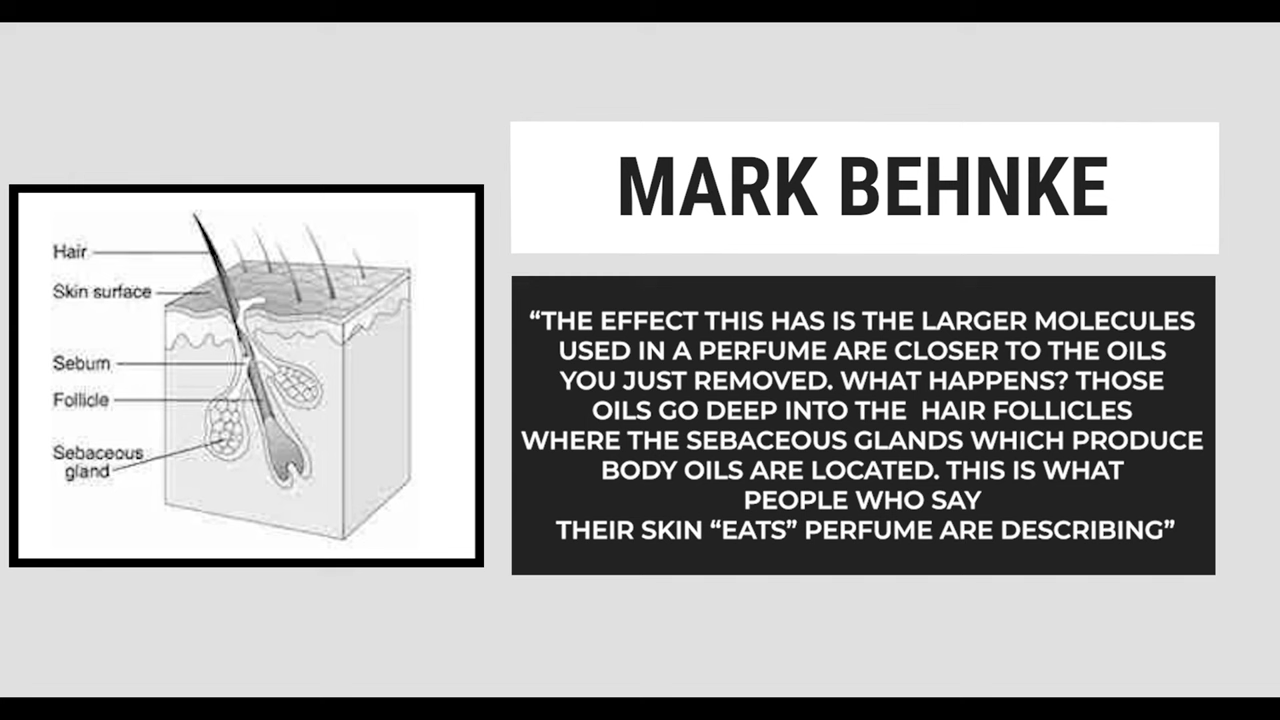 Hair
Skin surface
Sebum
Follicle
Sebaceous
gland
MARK BEHNKE
“THE EFFECT THIS HAS IS THE LARGER MOLECULES
USED IN A PERFUME ARE CLOSER TO THE OILS
YOU JUST REMOVED. WHAT HAPPENS? THOSE
OILS GO DEEP INTO THE HAIR FOLLICLES
WHERE THE SEBACEOUS GLANDS WHICH PRODUCE
BODY OILS ARE LOCATED. THIS IS WHAT
PEOPLE WHO SAY
THEIR SKIN “EATS” PERFUME ARE DESCRIBING”